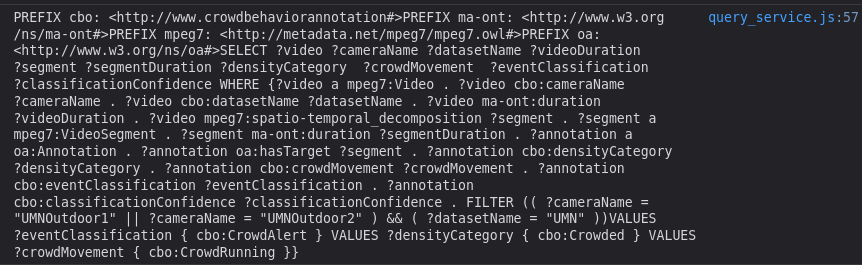 PREFIX cbo: <http://www.crowdbehaviorannotation#>PREFIX ma-ont: <http://www.w3.org
query_service.js:57
/ns/ma-ont#>PREFIX mpeg7: <http://metadata.net/mpeg7/mpeg7.owl#>PREFIX oa:
<http://www.w3.org/ns/oa#>SELECT ?video ?cameraName ?datasetName ?videoDuration
?segment ?segmentDuration ?densityCategory  ?crowdMovement  ?eventClassification
?classificationConfidence WHERE {?video a mpeg7:Video . ?video cbo:cameraName
?cameraName . ?video cbo:datasetName ?datasetName . ?video ma-ont:duration
?videoDuration . ?video mpeg7:spatio-temporal_decomposition ?segment . ?segment a
mpeg7:VideoSegment . ?segment ma-ont:duration ?segmentDuration . ?annotation a
oa:Annotation . ?annotation oa:hasTarget ?segment . ?annotation cbo:densityCategory
?densityCategory . ?annotation cbo:crowdMovement ?crowdMovement . ?annotation
cbo:eventClassification ?eventClassification . ?annotation
cbo:classificationConfidence ?classificationConfidence . FILTER (( ?cameraName =
"UMNOutdoor1" || ?cameraName = "UMNOutdoor2" ) && ( ?datasetName = "UMN" ))VALUES
?eventClassification { cbo:CrowdAlert } VALUES ?densityCategory { cbo:Crowded } VALUES
?crowdMovement { cbo:CrowdRunning }}